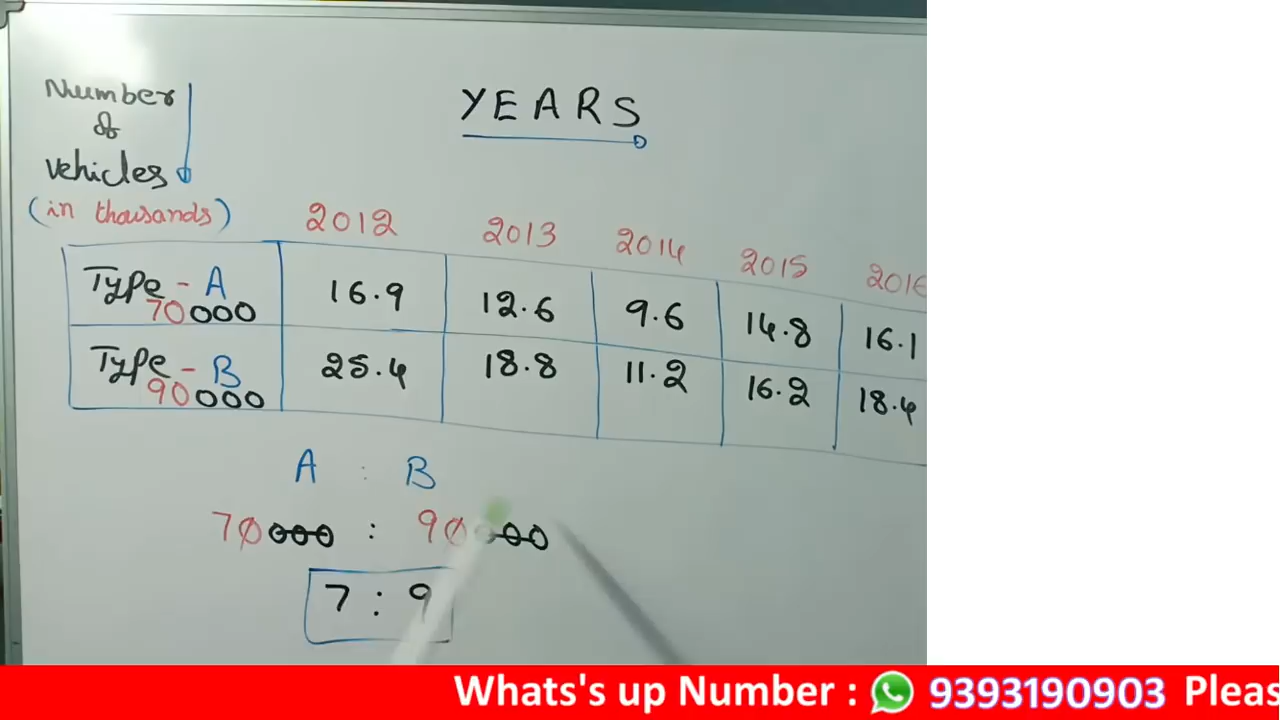 YEARS
Number
of
vehicles
(in thousands)
2012 2013 2014 2015 2016
Type - A 16.9 12.6 9.6 14.8 16.1
70000
Type - B 25.4 18.8 11.2 16.2 18.4
90000
A : B
70000 : 90000
7 : 9
What's up Number : 9393190903 Pleas